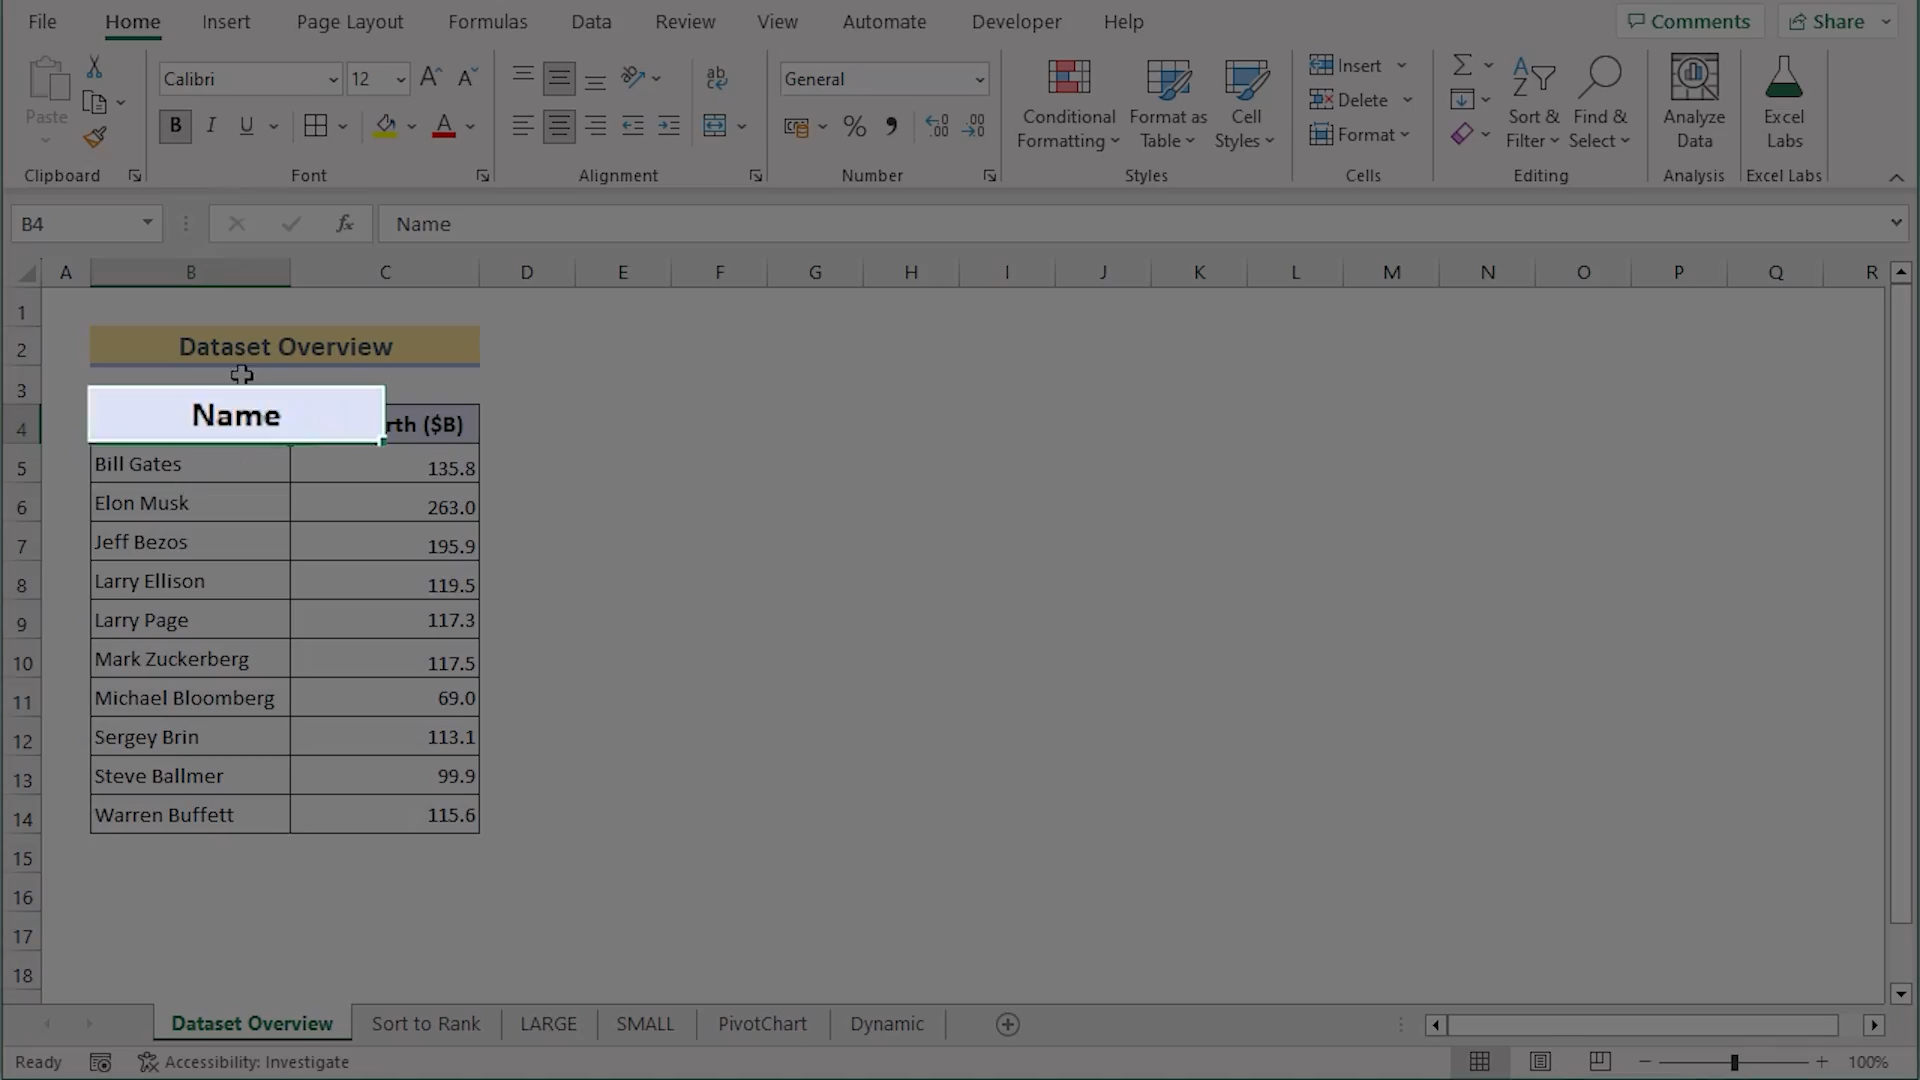 File Home Insert Page Layout Formulas Data Review View Automate Developer Help Comments Share
Paste
Calibri 12
B I U A
ab
General
% 9
Conditional Formatting
Format as Table
Cell Styles
Insert
Delete
Format
Sort & Filter
Find & Select
Analyze Data
Excel Labs
Clipboard Font Alignment Number Styles Cells Editing Analysis Excel Labs
B4 fx Name
A B C D E F G H I J K L M N O P Q R
1
2 Dataset Overview
3
4 Name rth ($B)
5 Bill Gates 135.8
6 Elon Musk 263.0
7 Jeff Bezos 195.9
8 Larry Ellison 119.5
9 Larry Page 117.3
10 Mark Zuckerberg 117.5
11 Michael Bloomberg 69.0
12 Sergey Brin 113.1
13 Steve Ballmer 99.9
14 Warren Buffett 115.6
15
16
17
18
Dataset Overview Sort to Rank LARGE SMALL PivotChart Dynamic
Ready Accessibility: Investigate 100%